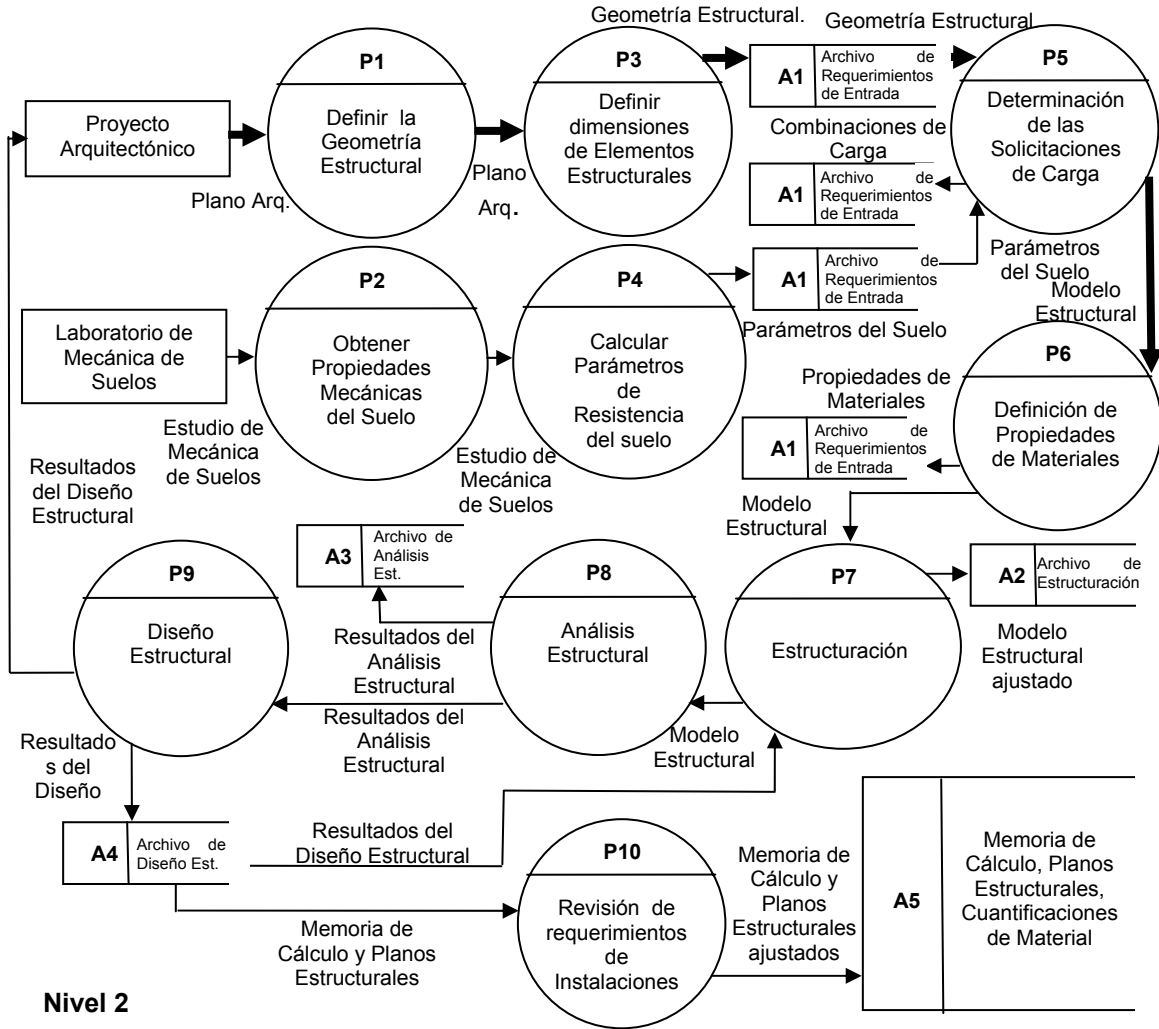 Geometría Estructural.
Geometría Estructural
P1
Definir la
Geometría
Estructural
P3
Definir
dimensiones
de Elementos
Estructurales
A1
Archivo de
Requerimientos
de Entrada
P5
Determinación
de las
Solicitaciones
de Carga
Proyecto
Arquitectónico
Combinaciones de
Carga
Plano Arq.
Plano
Arq.
A1
Archivo de
Requerimientos
de Entrada
P2
Obtener
Propiedades
Mecánicas
del Suelo
P4
Calcular
Parámetros
de
Resistencia
del suelo
A1
Archivo de
Requerimientos
de Entrada
Parámetros
del Suelo
Modelo
Estructural
Laboratorio de
Mecánica de
Suelos
Parámetros del Suelo
P6
Definición de
Propiedades
de Materiales
Propiedades de
Materiales
A1
Archivo de
Requerimientos
de Entrada
Estudio de
Mecánica
de Suelos
Estudio de
Mecánica
de Suelos
Resultados
del Diseño
Estructural
Modelo
Estructural
A3
Archivo de
Análisis
Est.
P9
Diseño
Estructural
P8
Análisis
Estructural
P7
Estructuración
A2
Archivo de
Estructuración
Resultados del
Análisis
Estructural
Modelo
Estructural
ajustado
Resultados del
Análisis
Estructural
Modelo
Estructural
Resultado
s del
Diseño
A4
Archivo de
Diseño Est.
Resultados del
Diseño Estructural
P10
Revisión de
requerimientos
de
Instalaciones
Memoria de
Cálculo y
Planos
Estructurales
ajustados
A5
Memoria de
Cálculo, Planos
Estructurales,
Cuantificaciones
de Material
Memoria de
Cálculo y Planos
Estructurales
Nivel 2